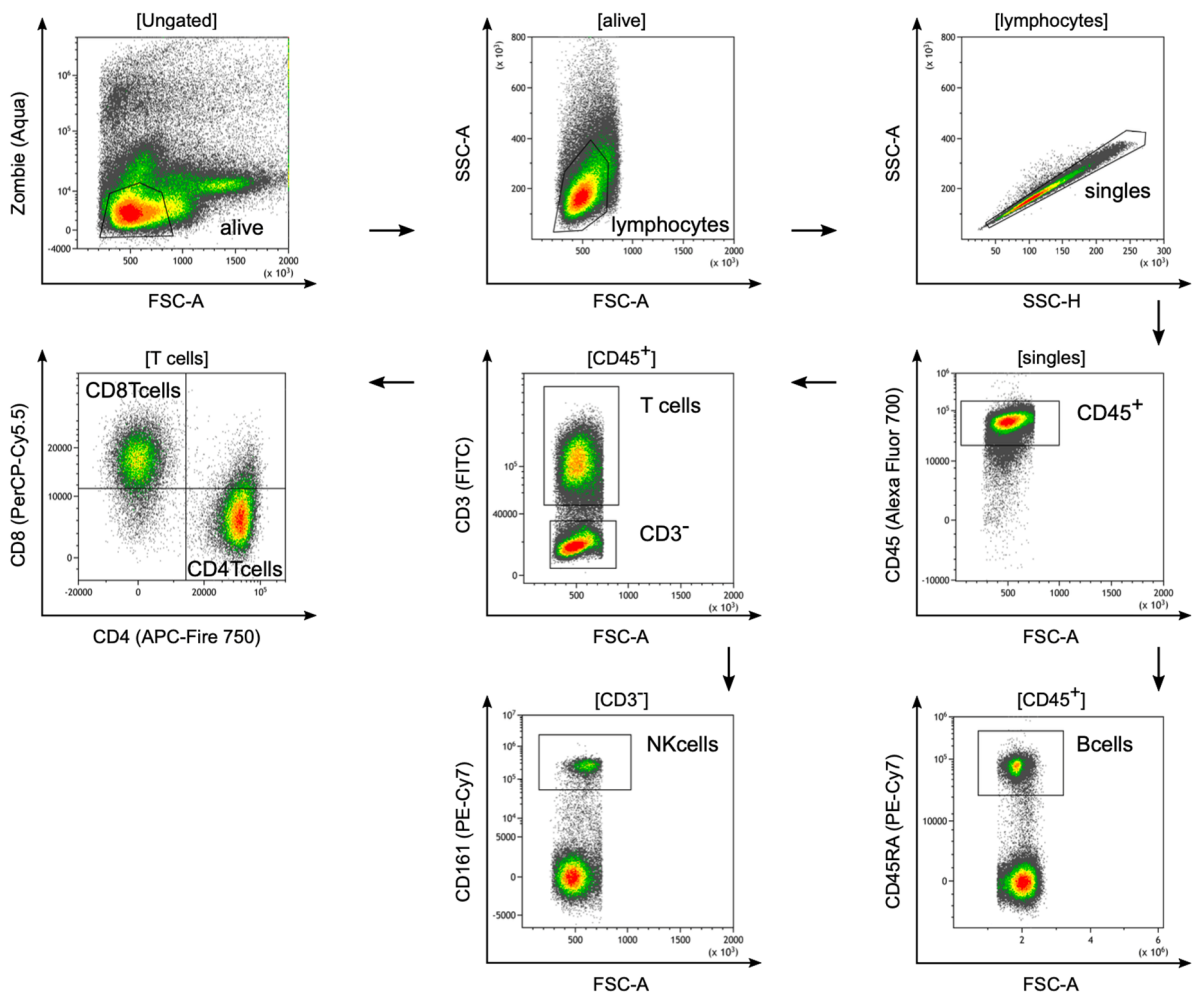 [Ungated]
Zombie (Aqua)
10⁶
10⁵
10⁴
0
-4000
alive
500 1000 1500 2000
(x 10³)
FSC-A
[alive]
(x 10³)
SSC-A
800
600
400
200
lymphocytes
500 1000 1500 2000
(x 10³)
FSC-A
[lymphocytes]
(x 10³)
SSC-A
800
600
400
200
singles
50 100 150 200 250 300
(x 10³)
SSC-H
[T cells]
CD8 (PerCP-Cy5.5)
CD8Tcells
20000
10000
0
CD4Tcells
-20000 0 20000 10⁵
CD4 (APC-Fire 750)
[CD45⁺]
CD3 (FITC)
T cells
10⁵
40000
CD3⁻
0
500 1000 1500 2000
(x 10³)
FSC-A
[singles]
CD45 (Alexa Fluor 700)
10⁶
10⁵
CD45⁺
10000
0
-10000
500 1000 1500 2000
(x 10³)
FSC-A
[CD3⁻]
CD161 (PE-Cy7)
10⁷
10⁶
NKcells
10⁵
10⁴
5000
0
-5000
500 1000 1500 2000
(x 10³)
FSC-A
[CD45⁺]
CD45RA (PE-Cy7)
10⁶
Bcells
10⁵
10000
0
2 4 6
(x 10⁶)
FSC-A